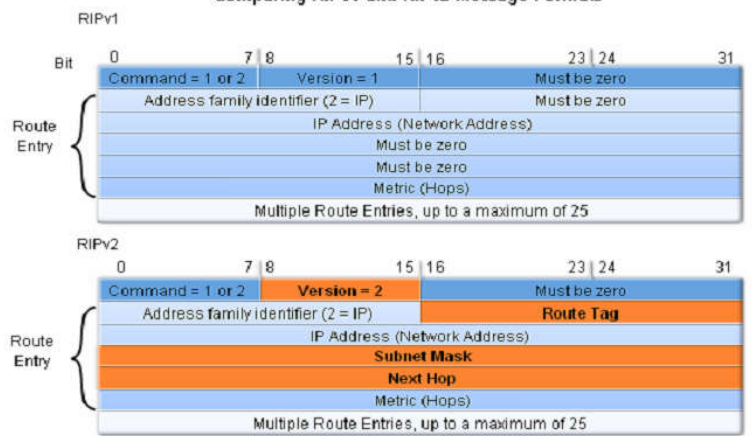 RIPv1
Bit 0 7 8 15 16 23 24 31
Command = 1 or 2 Version = 1 Must be zero
Address family identifier (2 = IP) Must be zero
Route Entry
IP Address (Network Address)
Must be zero
Must be zero
Metric (Hops)
Multiple Route Entries, up to a maximum of 25
RIPv2
0 7 8 15 16 23 24 31
Command = 1 or 2 Version = 2 Must be zero
Address family identifier (2 = IP) Route Tag
Route Entry
IP Address (Network Address)
Subnet Mask
Next Hop
Metric (Hops)
Multiple Route Entries, up to a maximum of 25